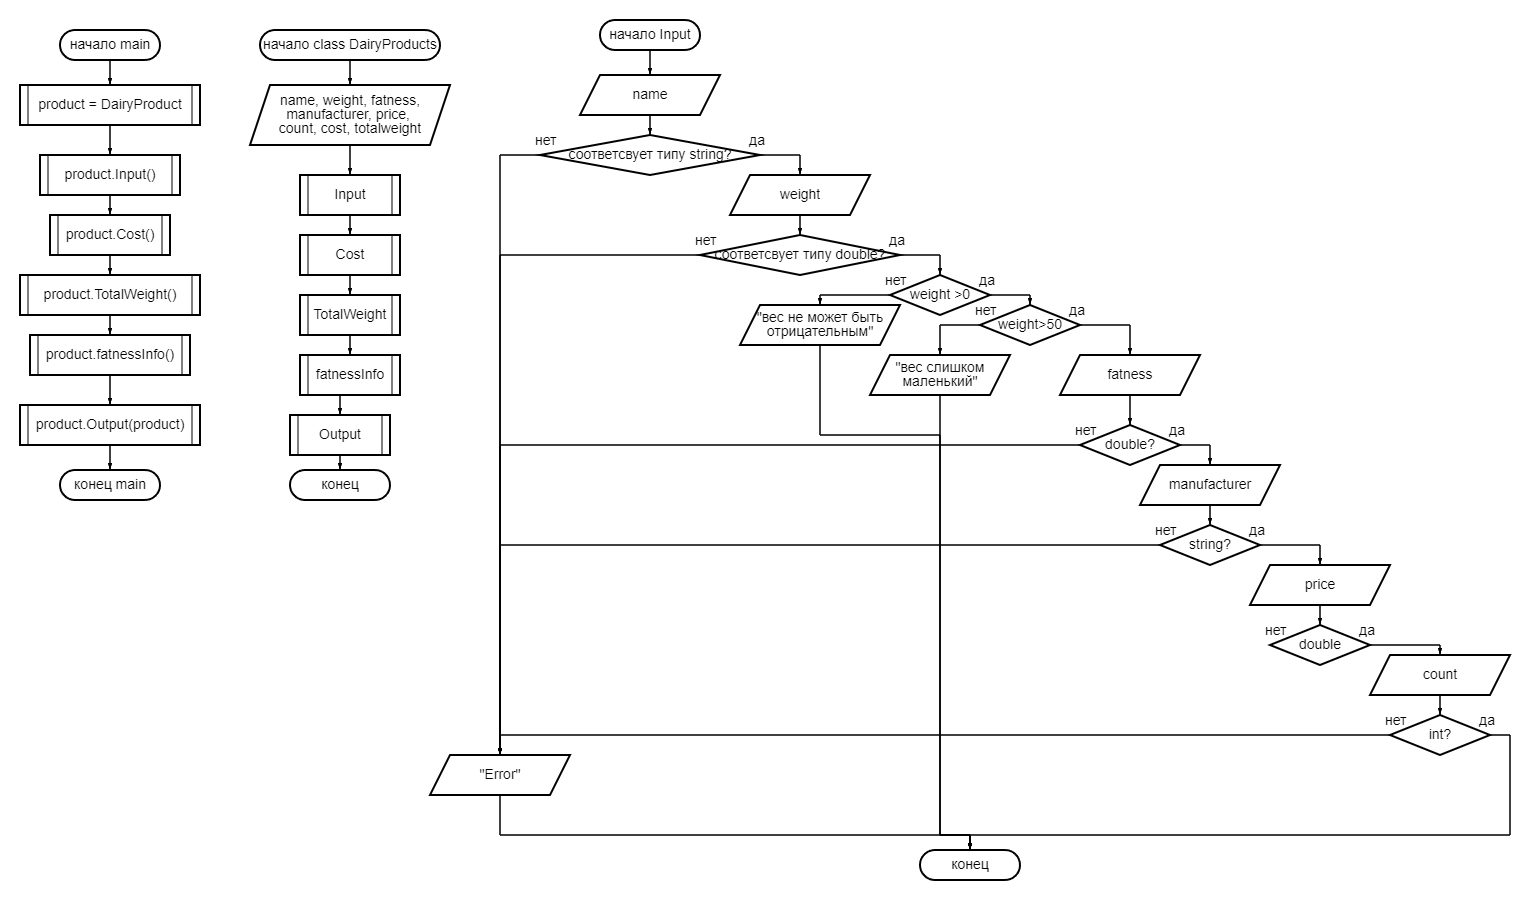 начало main
product = DairyProduct
product.Input()
product.Cost()
product.TotalWeight()
product.fatnessInfo()
product.Output(product)
конец main
начало class DairyProducts
name, weight, fatness,
manufacturer, price,
count, cost, totalweight
Input
Cost
TotalWeight
fatnessInfo
Output
конец
начало Input
name
нет
да
соответсвует типу string?
weight
нет
да
соответсвует типу double?
нет
да
weight >0
"вес не может быть
отрицательным"
нет
да
weight>50
"вес слишком
маленький"
fatness
нет
да
double?
manufacturer
нет
да
string?
price
нет
да
double
count
нет
да
int?
"Error"
конец